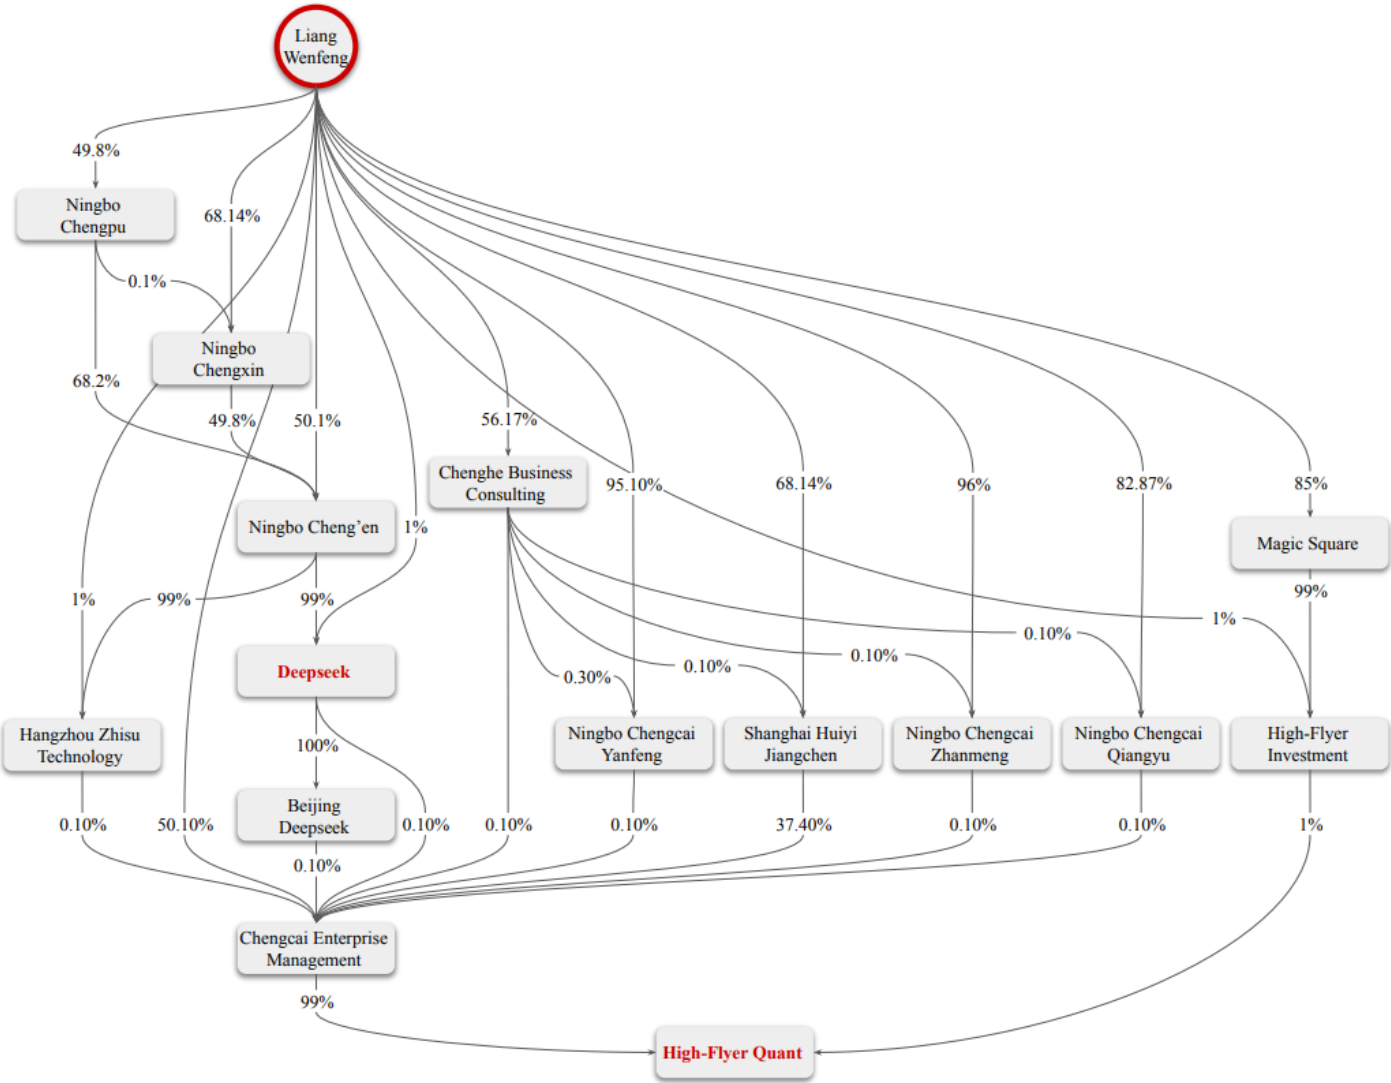 Liang
Wenfeng
49.8%
Ningbo
Chengpu
68.14%
0.1%
Ningbo
Chengxin
68.2%
49.8%
50.1%
56.17%
Chenghe Business
Consulting
95.10%
68.14%
96%
82.87%
85%
Ningbo Cheng’en
1%
Magic Square
1%
99%
99%
99%
1%
0.10%
0.10%
0.10%
0.30%
Deepseek
Hangzhou Zhisu
Technology
100%
Ningbo Chengcai
Yanfeng
Shanghai Huiyi
Jiangchen
Ningbo Chengcai
Zhanmeng
Ningbo Chengcai
Qiangyu
High-Flyer
Investment
Beijing
Deepseek
0.10%
50.10%
0.10%
0.10%
0.10%
37.40%
0.10%
0.10%
1%
0.10%
Chengcai Enterprise
Management
99%
High-Flyer Quant